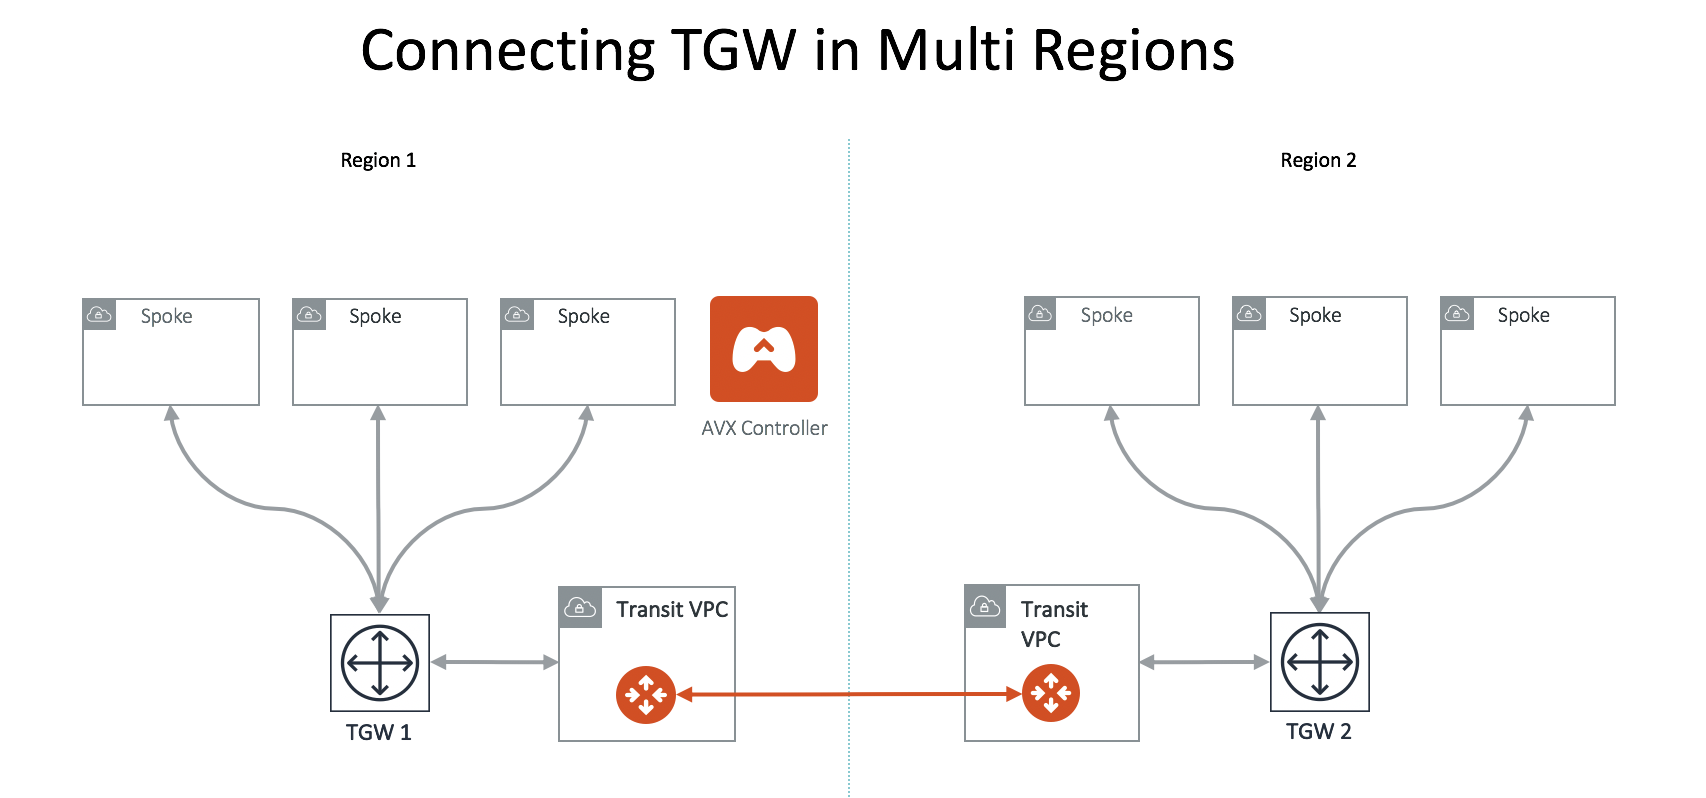 Connecting TGW in Multi Regions
Region 1
Region 2
Spoke
Spoke
Spoke
AVX Controller
Spoke
Spoke
Spoke
Transit VPC
Transit
VPC
TGW 1
TGW 2